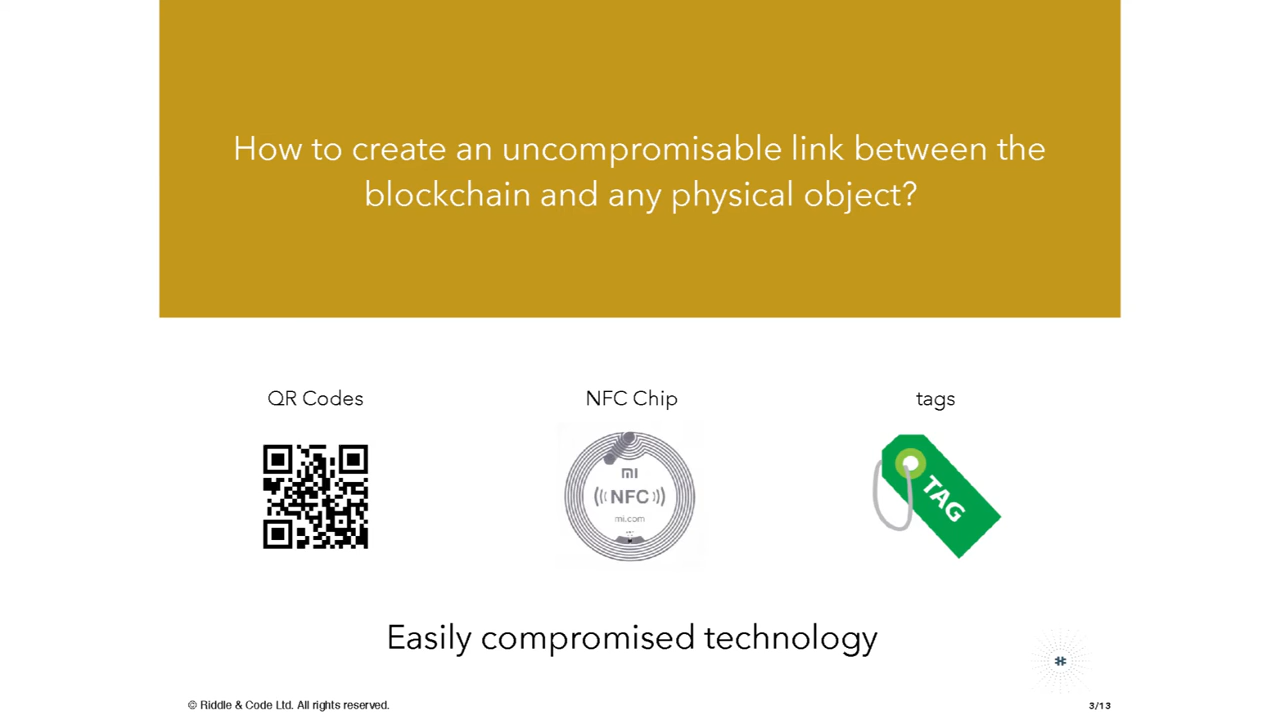 How to create an uncompromisable link between the
blockchain and any physical object?
QR Codes
NFC Chip
tags
mi
NFC
mi.com
TAG
Easily compromised technology
© Riddle & Code Ltd. All rights reserved.
3/13